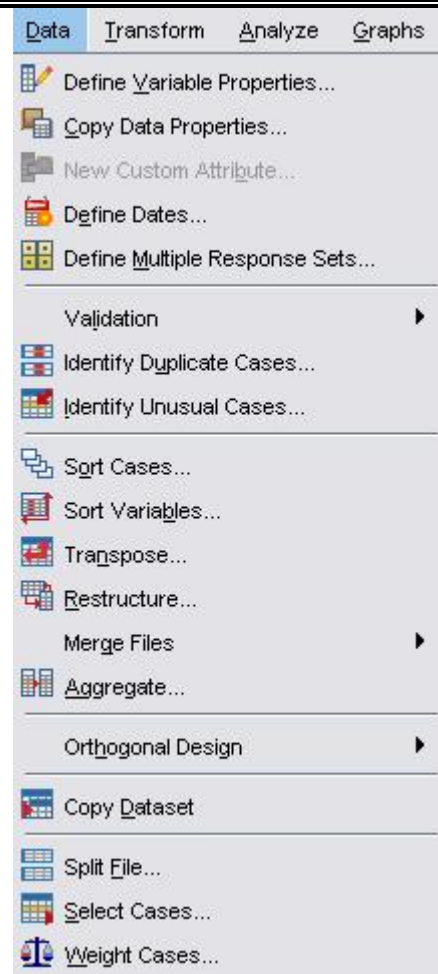 Data Transform Analyze Graphs
Define Variable Properties...
Copy Data Properties...
New Custom Attribute...
Define Dates...
Define Multiple Response Sets...
Validation
Identify Duplicate Cases...
Identify Unusual Cases...
Sort Cases...
Sort Variables...
Transpose...
Restructure...
Merge Files
Aggregate...
Orthogonal Design
Copy Dataset
Split File...
Select Cases...
Weight Cases...